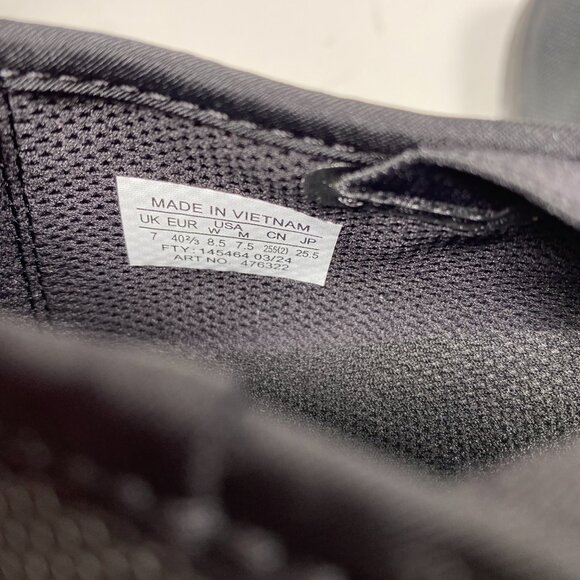 MADE IN VIETNAM
UK EUR USA CN JP
W M
7 40⅔ 8.5 7.5 255(2) 25.5
FTY: 145464 03/24
ART NO. 476322